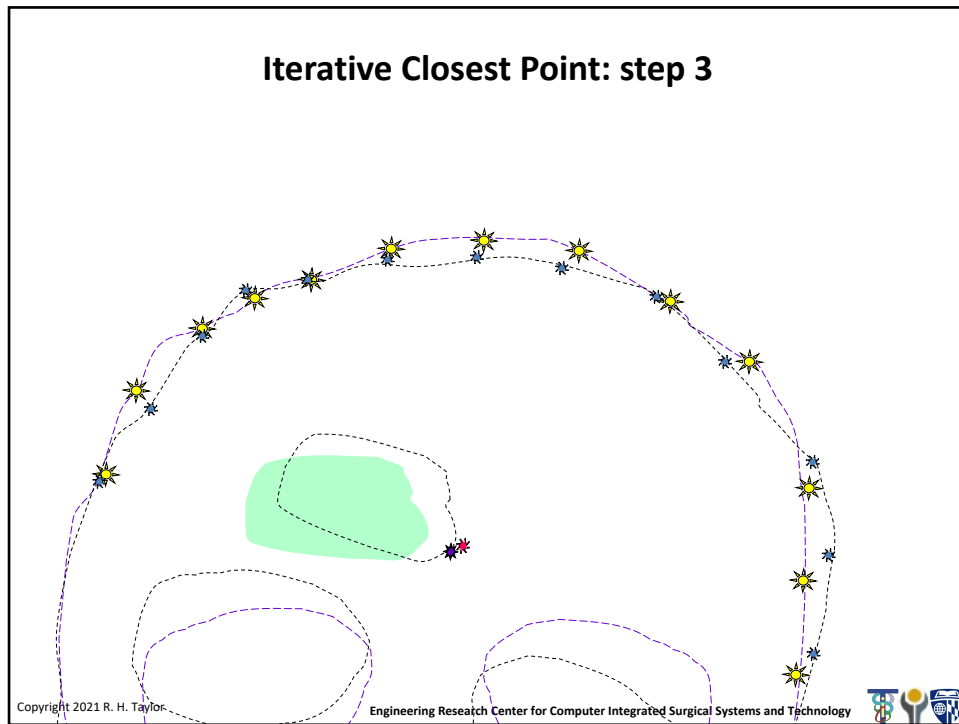 Iterative Closest Point: step 3
Copyright 2021 R. H. Taylor
Engineering Research Center for Computer Integrated Surgical Systems and Technology